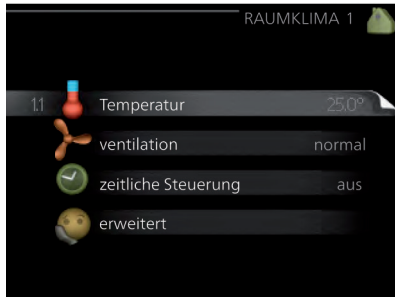 RAUMKLIMA 1
1.1 Temperatur 25.0°
ventilation normal
zeitliche Steuerung aus
erweitert